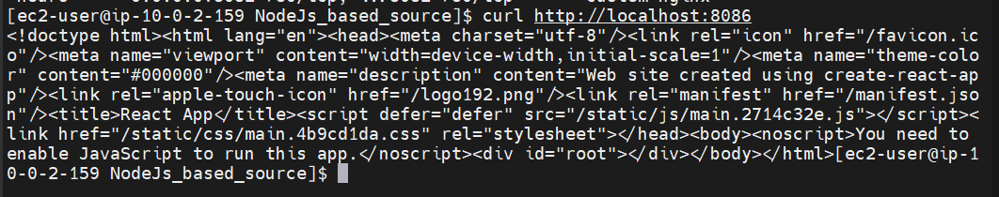 [ec2-user@ip-10-0-2-159 NodeJs_based_source]$ curl http://localhost:8086
<!doctype html><html lang="en"><head><meta charset="utf-8"/><link rel="icon" href="/favicon.ic
o"/><meta name="viewport" content="width=device-width,initial-scale=1"/><meta name="theme-colo
r" content="#000000"/><meta name="description" content="Web site created using create-react-ap
p"/><link rel="apple-touch-icon" href="/logo192.png"/><link rel="manifest" href="/manifest.jso
n"/><title>React App</title><script defer="defer" src="/static/js/main.2714c32e.js"></script><
link href="/static/css/main.4b9cd1da.css" rel="stylesheet"></head><body><noscript>You need to 
enable JavaScript to run this app.</noscript><div id="root"></div></body></html>[ec2-user@ip-1
0-0-2-159 NodeJs_based_source]$